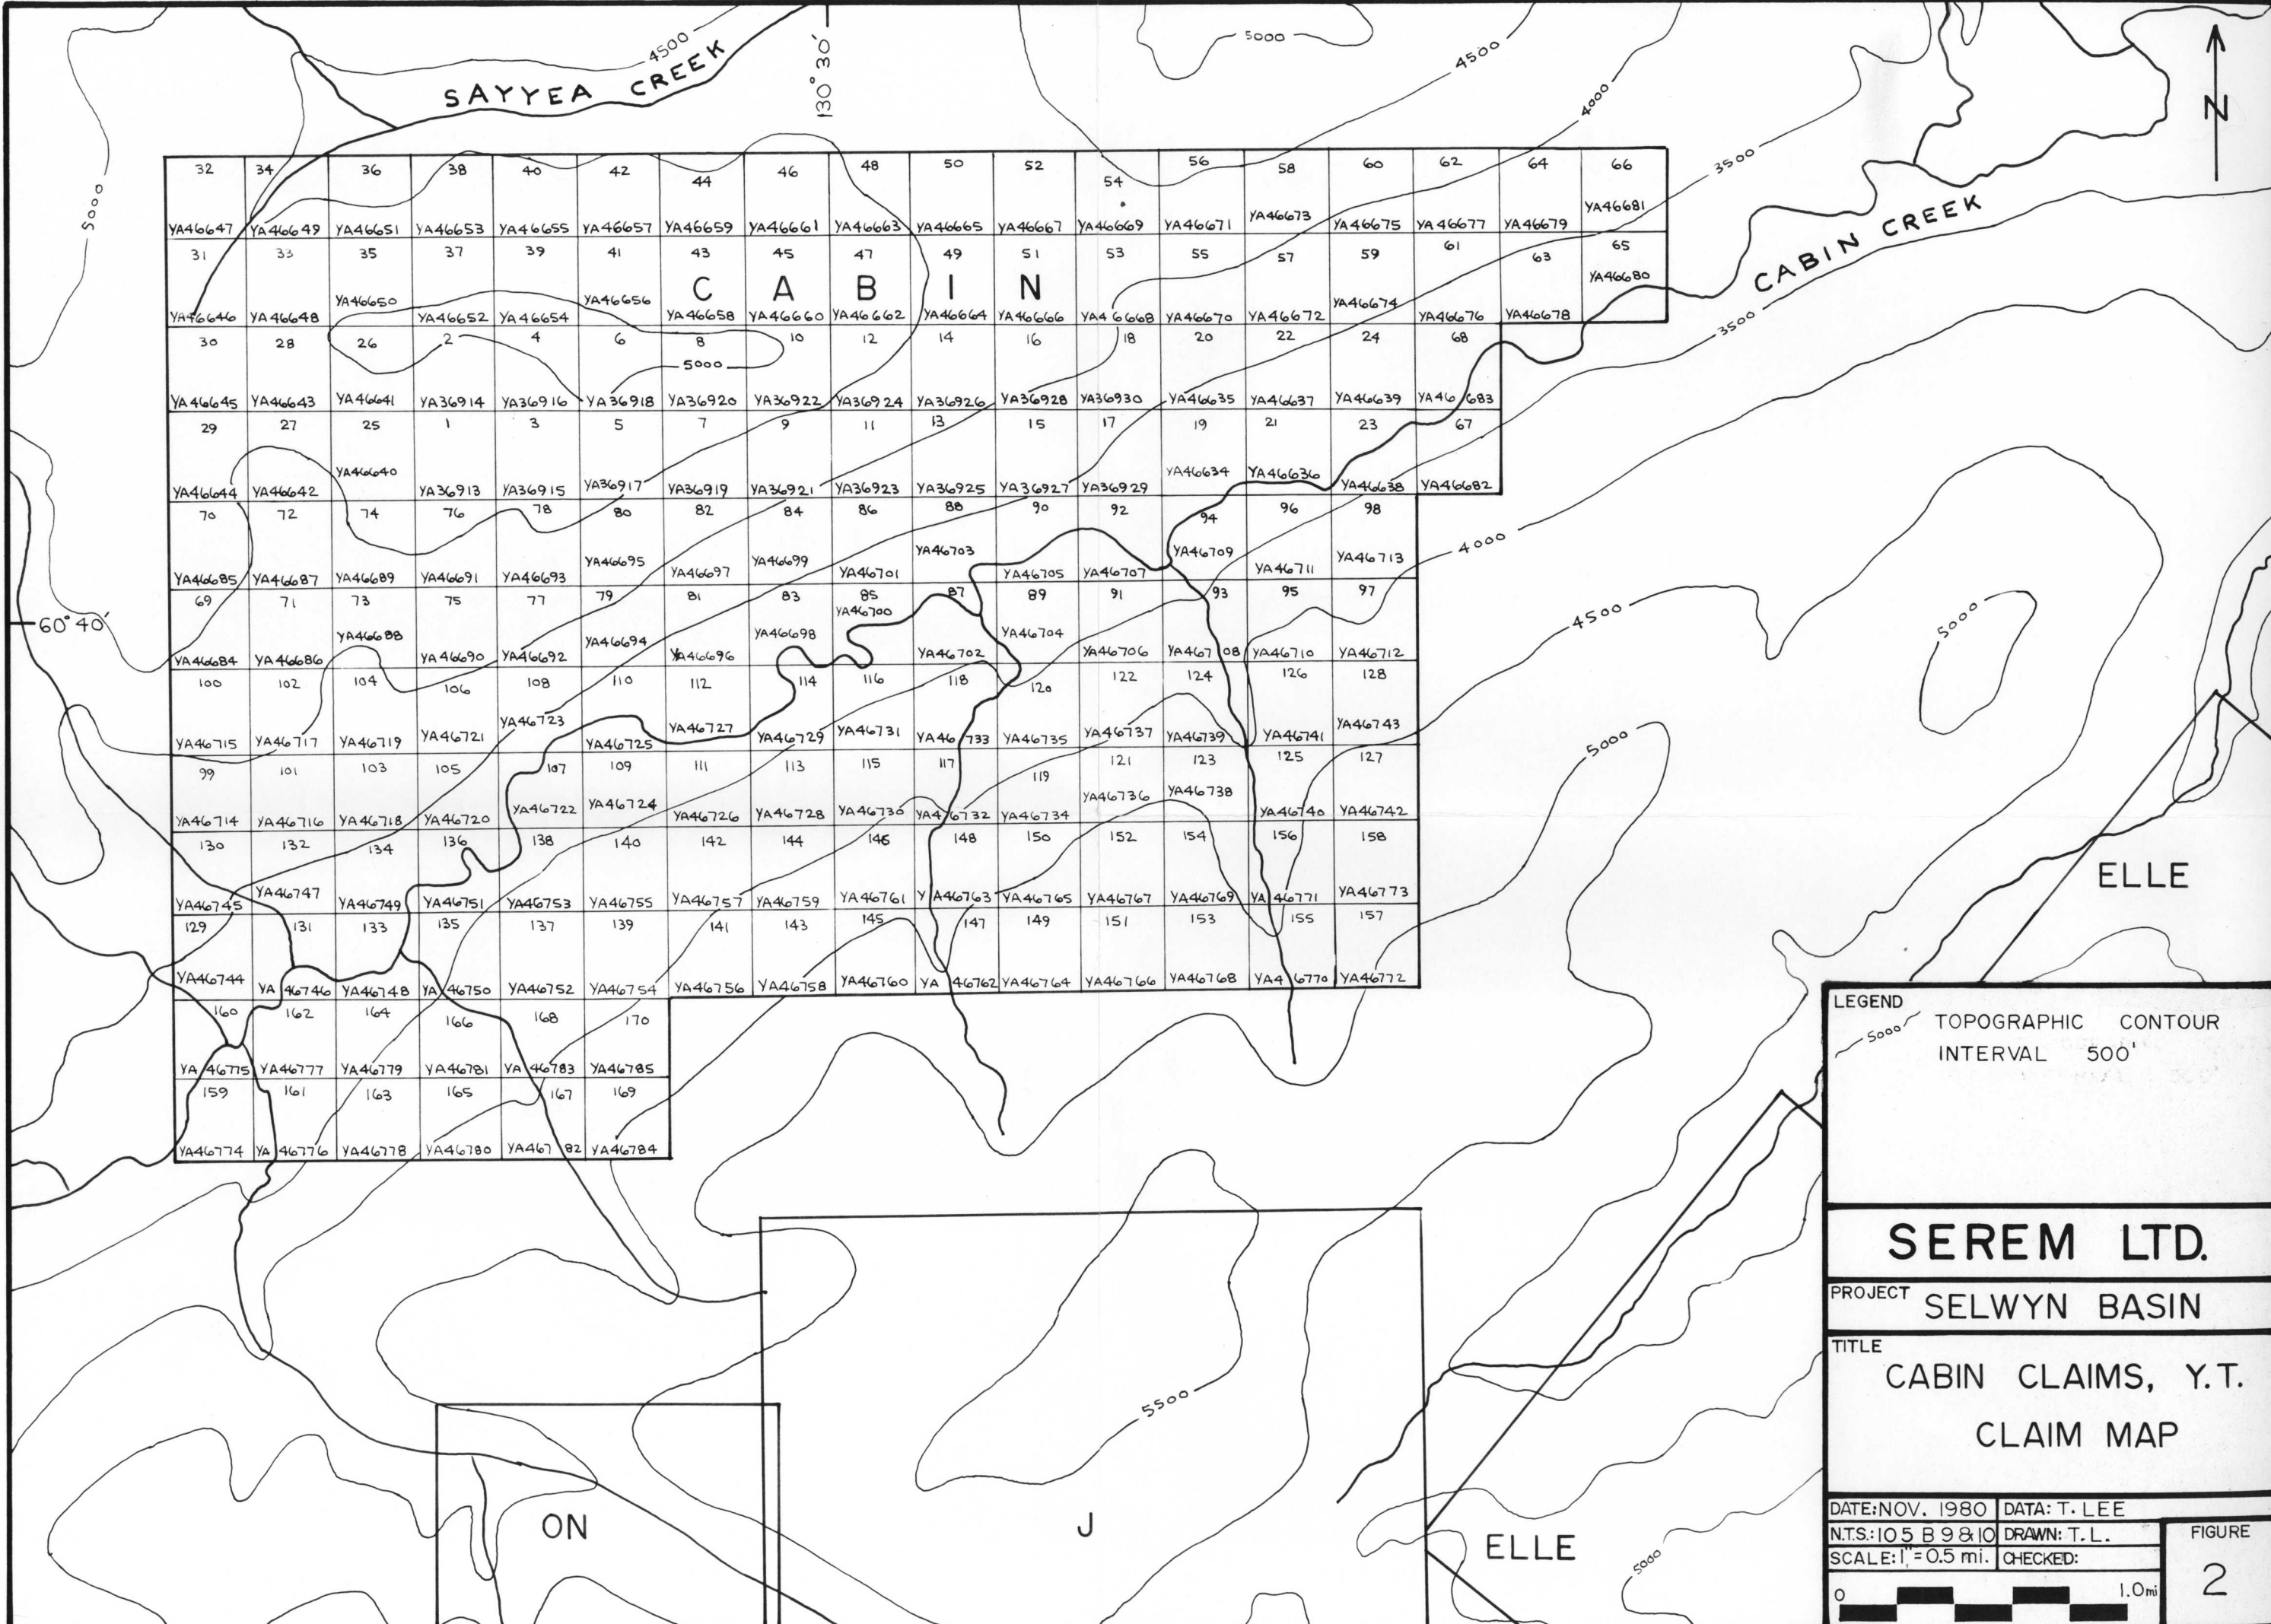 4500
SAYYEA CREEK
130° 30'
5000
4500
4000
3500
N
5000
CABIN CREEK
3500
32 34 36 38 40 42 44 46 48 50 52 54 56 58 60 62 64 66
YA46647 YA46649 YA46651 YA46653 YA46655 YA46657 YA46659 YA46661 YA46663 YA46665 YA46667 YA46669 YA46671 YA46673 YA46675 YA46677 YA46679 YA46681
31 33 35 37 39 41 43 45 47 49 51 53 55 57 59 61 63 65
CABIN
YA46646 YA46648 YA46650 YA46652 YA46654 YA46656 YA46658 YA46660 YA46662 YA46664 YA46666 YA46668 YA46670 YA46672 YA46674 YA46676 YA46678 YA46680
30 28 26 2 4 6 8 10 12 14 16 18 20 22 24 68
5000
YA46645 YA46643 YA46641 YA36914 YA36916 YA36918 YA36920 YA36922 YA36924 YA36926 YA36928 YA36930 YA46635 YA46637 YA46639 YA46683
29 27 25 1 3 5 7 9 11 13 15 17 19 21 23 67
YA46644 YA46642 YA46640 YA36913 YA36915 YA36917 YA36919 YA36921 YA36923 YA36925 YA36927 YA36929 YA46634 YA46636 YA46638 YA46682
70 72 74 76 78 80 82 84 86 88 90 92 94 96 98
4000
YA46685 YA46687 YA46689 YA46691 YA46693 YA46695 YA46697 YA46699 YA46701 YA46703 YA46705 YA46707 YA46709 YA46711 YA46713
69 71 73 75 77 79 81 83 85 87 89 91 93 95 97
60° 40'
4500
5000
YA46684 YA46686 YA46688 YA46690 YA46692 YA46694 YA46696 YA46698 YA46700 YA46702 YA46704 YA46706 YA46708 YA46710 YA46712
100 102 104 106 108 110 112 114 116 118 120 122 124 126 128
YA46715 YA46717 YA46719 YA46721 YA46723 YA46725 YA46727 YA46729 YA46731 YA46733 YA46735 YA46737 YA46739 YA46741 YA46743
5000
99 101 103 105 107 109 111 113 115 117 119 121 123 125 127
YA46714 YA46716 YA46718 YA46720 YA46722 YA46724 YA46726 YA46728 YA46730 YA46732 YA46734 YA46736 YA46738 YA46740 YA46742
130 132 134 136 138 140 142 144 146 148 150 152 154 156 158
ELLE
YA46745 YA46747 YA46749 YA46751 YA46753 YA46755 YA46757 YA46759 YA46761 YA46763 YA46765 YA46767 YA46769 YA46771 YA46773
129 131 133 135 137 139 141 143 145 147 149 151 153 155 157
YA46744 YA46746 YA46748 YA46750 YA46752 YA46754 YA46756 YA46758 YA46760 YA46762 YA46764 YA46766 YA46768 YA46770 YA46772
160 162 164 166 168 170
YA46775 YA46777 YA46779 YA46781 YA46783 YA46785
159 161 163 165 167 169
YA46774 YA46776 YA46778 YA46780 YA46782 YA46784
5500
ON
J
ELLE
5000
LEGEND
5000 TOPOGRAPHIC CONTOUR
INTERVAL 500'
SEREM LTD.
PROJECT SELWYN BASIN
TITLE
CABIN CLAIMS, Y.T.
CLAIM MAP
DATE: NOV. 1980 DATA: T. LEE
N.T.S.: 105 B 9 & 10 DRAWN: T. L.
SCALE: 1" = 0.5 mi. CHECKED:
0 1.0mi
FIGURE
2